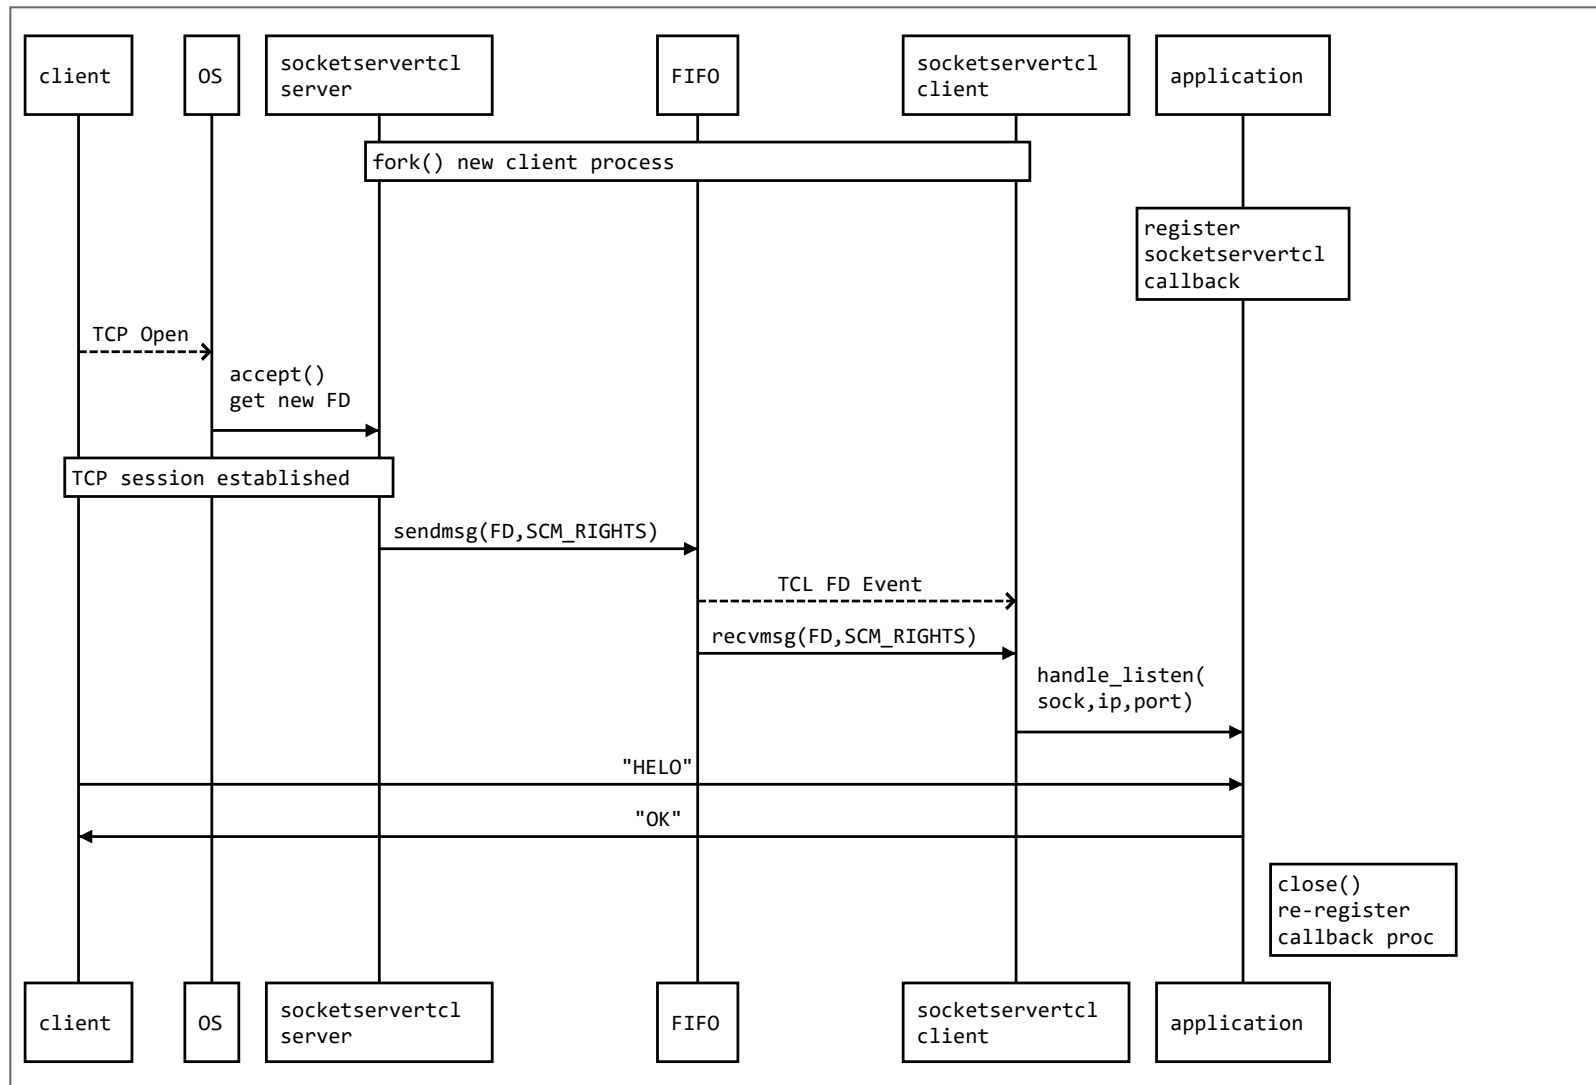 client
OS
socketservertcl
server
FIFO
socketservertcl
client
application
fork() new client process
register
socketservertcl
callback
TCP Open
accept()
get new FD
TCP session established
sendmsg(FD,SCM_RIGHTS)
TCL FD Event
recvmsg(FD,SCM_RIGHTS)
handle_listen(
sock,ip,port)
"HELO"
"OK"
close()
re-register
callback proc
client
OS
socketservertcl
server
FIFO
socketservertcl
client
application